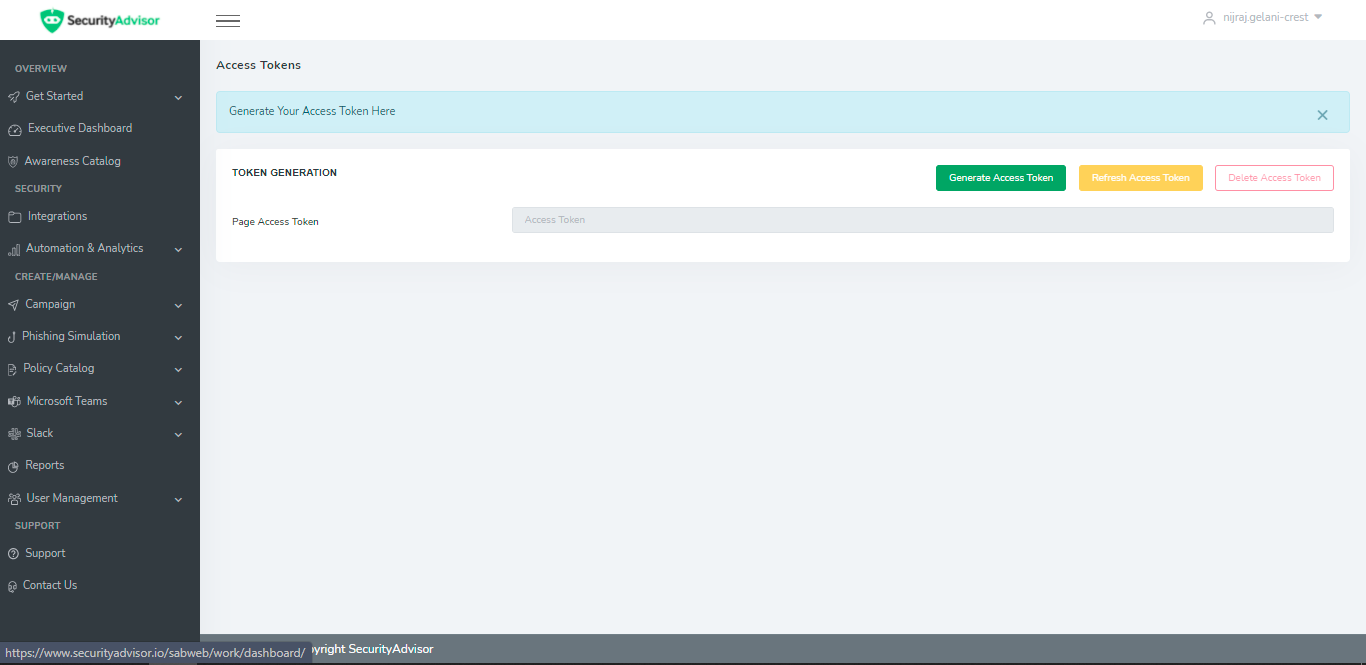 SecurityAdvisor
nijraj.gelani-crest
OVERVIEW
Get Started
Executive Dashboard
Awareness Catalog
SECURITY
Integrations
Automation & Analytics
CREATE/MANAGE
Campaign
Phishing Simulation
Policy Catalog
Microsoft Teams
Slack
Reports
User Management
SUPPORT
Support
Contact Us
Access Tokens
Generate Your Access Token Here
TOKEN GENERATION
Generate Access Token
Refresh Access Token
Delete Access Token
Page Access Token
Access Token
https://www.securityadvisor.io/sabweb/work/dashboard/
pyright SecurityAdvisor